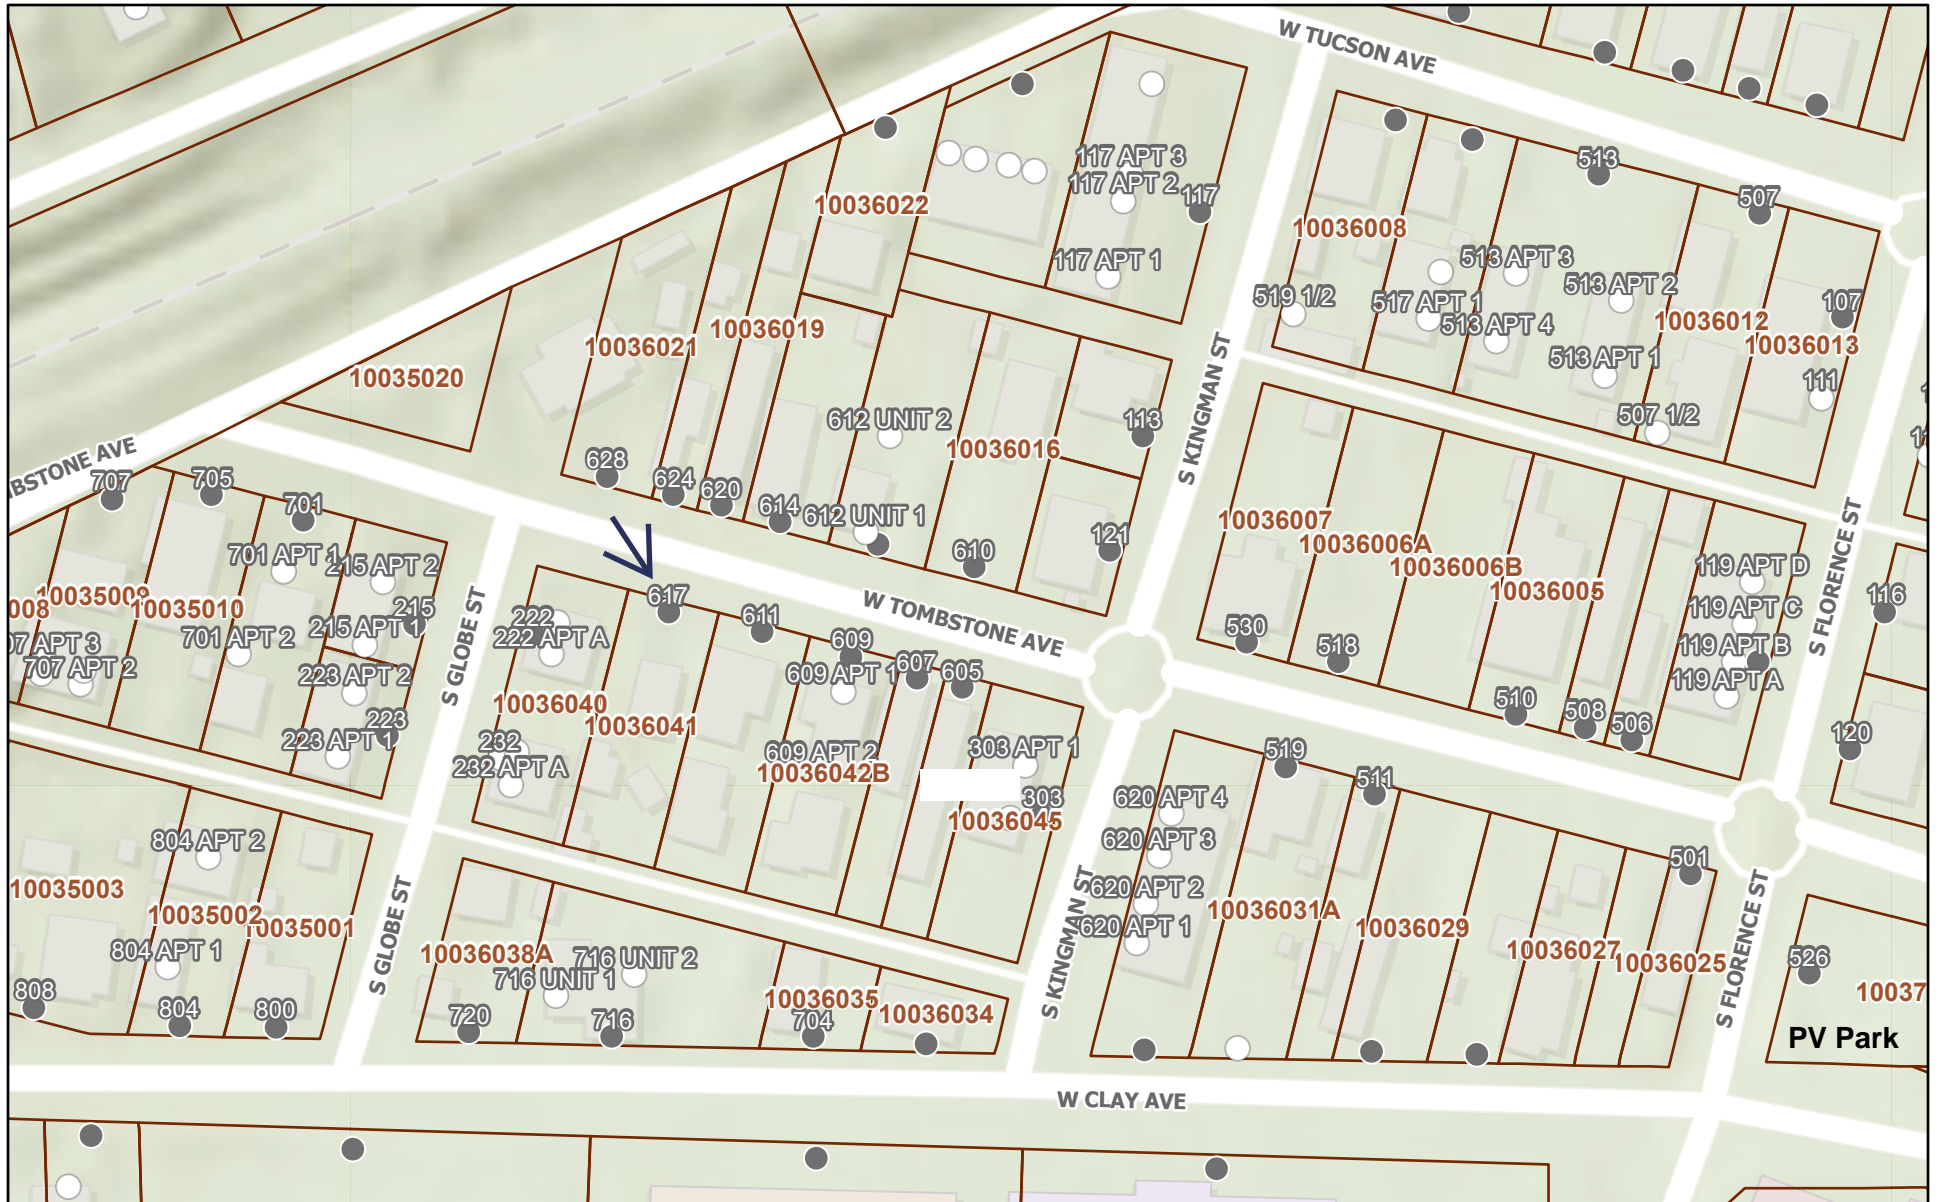 W TUCSON AVE
117 APT 3
117 APT 2
117
513
507
10036022
10036008
117 APT 1
513 APT 3
513 APT 2
519 1/2
517 APT 1
107
10036019
10036012
513 APT 4
10036021
10036013
513 APT 1
10035020
111
S KINGMAN ST
612 UNIT 2
113
507 1/2
10036016
BSTONE AVE
628
707
705
624
620
701
614
612 UNIT 1
10036007
S FLORENCE ST
121
10036006A
610
701 APT 1
215 APT 2
10036006B
119 APT D
10035009
617
10036005
008
10035010
215
W TOMBSTONE AVE
119 APT C
116
S GLOBE ST
222
611
215 APT 1
530
222 APT A
701 APT 2
609
518
119 APT B
07 APT 3
707 APT 2
607
605
609 APT 1
223 APT 2
119 APT A
10036040
510
223
10036041
508
506
232
223 APT 1
609 APT 2
303 APT 1
519
120
232 APT A
10036042B
511
620 APT 4
303
10036045
804 APT 2
620 APT 3
501
10035003
620 APT 2
10035002
10036031A
S GLOBE ST
S KINGMAN ST
S FLORENCE ST
620 APT 1
10035001
10036029
804 APT 1
10036038A
716 UNIT 2
10036027
526
716 UNIT 1
10036025
808
10036035
10037
804
800
720
716
704
10036034
PV Park
W CLAY AVE